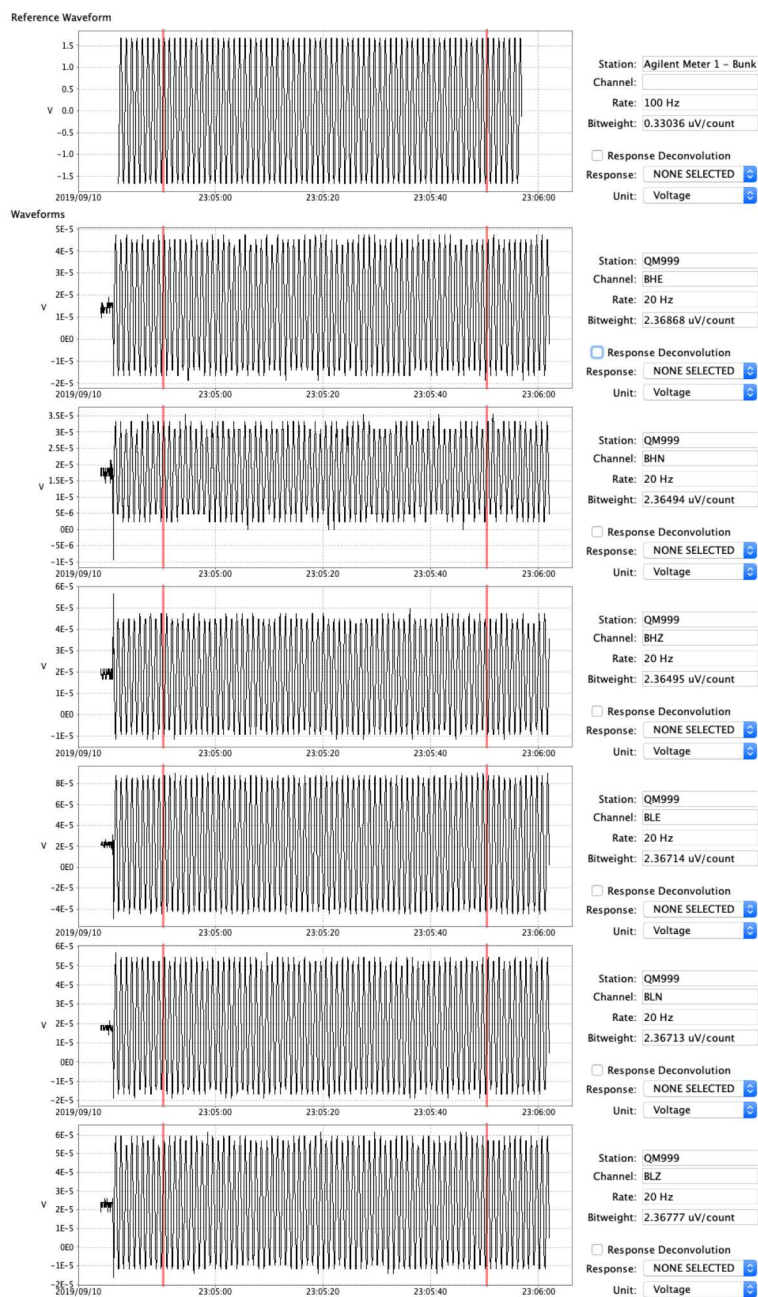 Reference Waveform
1.5
1.0
0.5
V 0.0
-0.5
-1.0
-1.5
2019/09/10 23:05:00 23:05:20 23:05:40 23:06:00
Station: Agilent Meter 1 - Bunk
Channel:
Rate: 100 Hz
Bitweight: 0.33036 uV/count
Response Deconvolution
Response: NONE SELECTED
Unit: Voltage
Waveforms
5E-5
4E-5
3E-5
2E-5
V
1E-5
0E0
-1E-5
-2E-5
2019/09/10 23:05:00 23:05:20 23:05:40 23:06:00
Station: QM999
Channel: BHE
Rate: 20 Hz
Bitweight: 2.36868 uV/count
Response Deconvolution
Response: NONE SELECTED
Unit: Voltage
3.5E-5
3E-5
2.5E-5
2E-5
V 1.5E-5
1E-5
5E-6
0E0
-5E-6
-1E-5
2019/09/10 23:05:00 23:05:20 23:05:40 23:06:00
Station: QM999
Channel: BHN
Rate: 20 Hz
Bitweight: 2.36494 uV/count
Response Deconvolution
Response: NONE SELECTED
Unit: Voltage
6E-5
5E-5
4E-5
3E-5
V
2E-5
1E-5
0E0
-1E-5
2019/09/10 23:05:00 23:05:20 23:05:40 23:06:00
Station: QM999
Channel: BHZ
Rate: 20 Hz
Bitweight: 2.36495 uV/count
Response Deconvolution
Response: NONE SELECTED
Unit: Voltage
8E-5
6E-5
4E-5
V 2E-5
0E0
-2E-5
-4E-5
2019/09/10 23:05:00 23:05:20 23:05:40 23:06:00
Station: QM999
Channel: BLE
Rate: 20 Hz
Bitweight: 2.36714 uV/count
Response Deconvolution
Response: NONE SELECTED
Unit: Voltage
6E-5
5E-5
4E-5
3E-5
V 2E-5
1E-5
0E0
-1E-5
-2E-5
2019/09/10 23:05:00 23:05:20 23:05:40 23:06:00
Station: QM999
Channel: BLN
Rate: 20 Hz
Bitweight: 2.36713 uV/count
Response Deconvolution
Response: NONE SELECTED
Unit: Voltage
6E-5
5E-5
4E-5
3E-5
V 2E-5
1E-5
0E0
-1E-5
-2E-5
2019/09/10 23:05:00 23:05:20 23:05:40 23:06:00
Station: QM999
Channel: BLZ
Rate: 20 Hz
Bitweight: 2.36777 uV/count
Response Deconvolution
Response: NONE SELECTED
Unit: Voltage